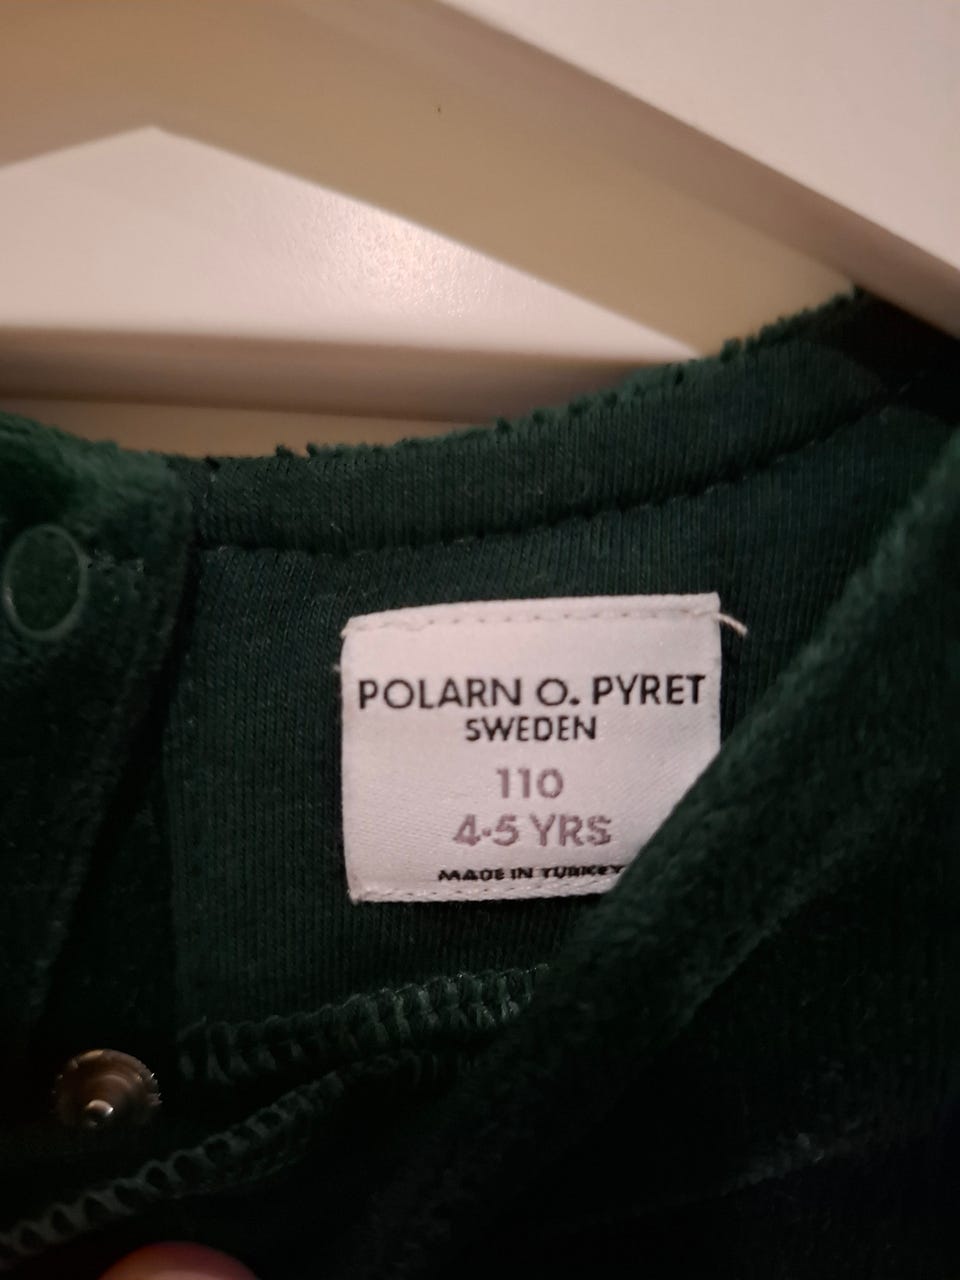 POLARN O. PYRET
SWEDEN
110
4-5 YRS
MADE IN TURKEY